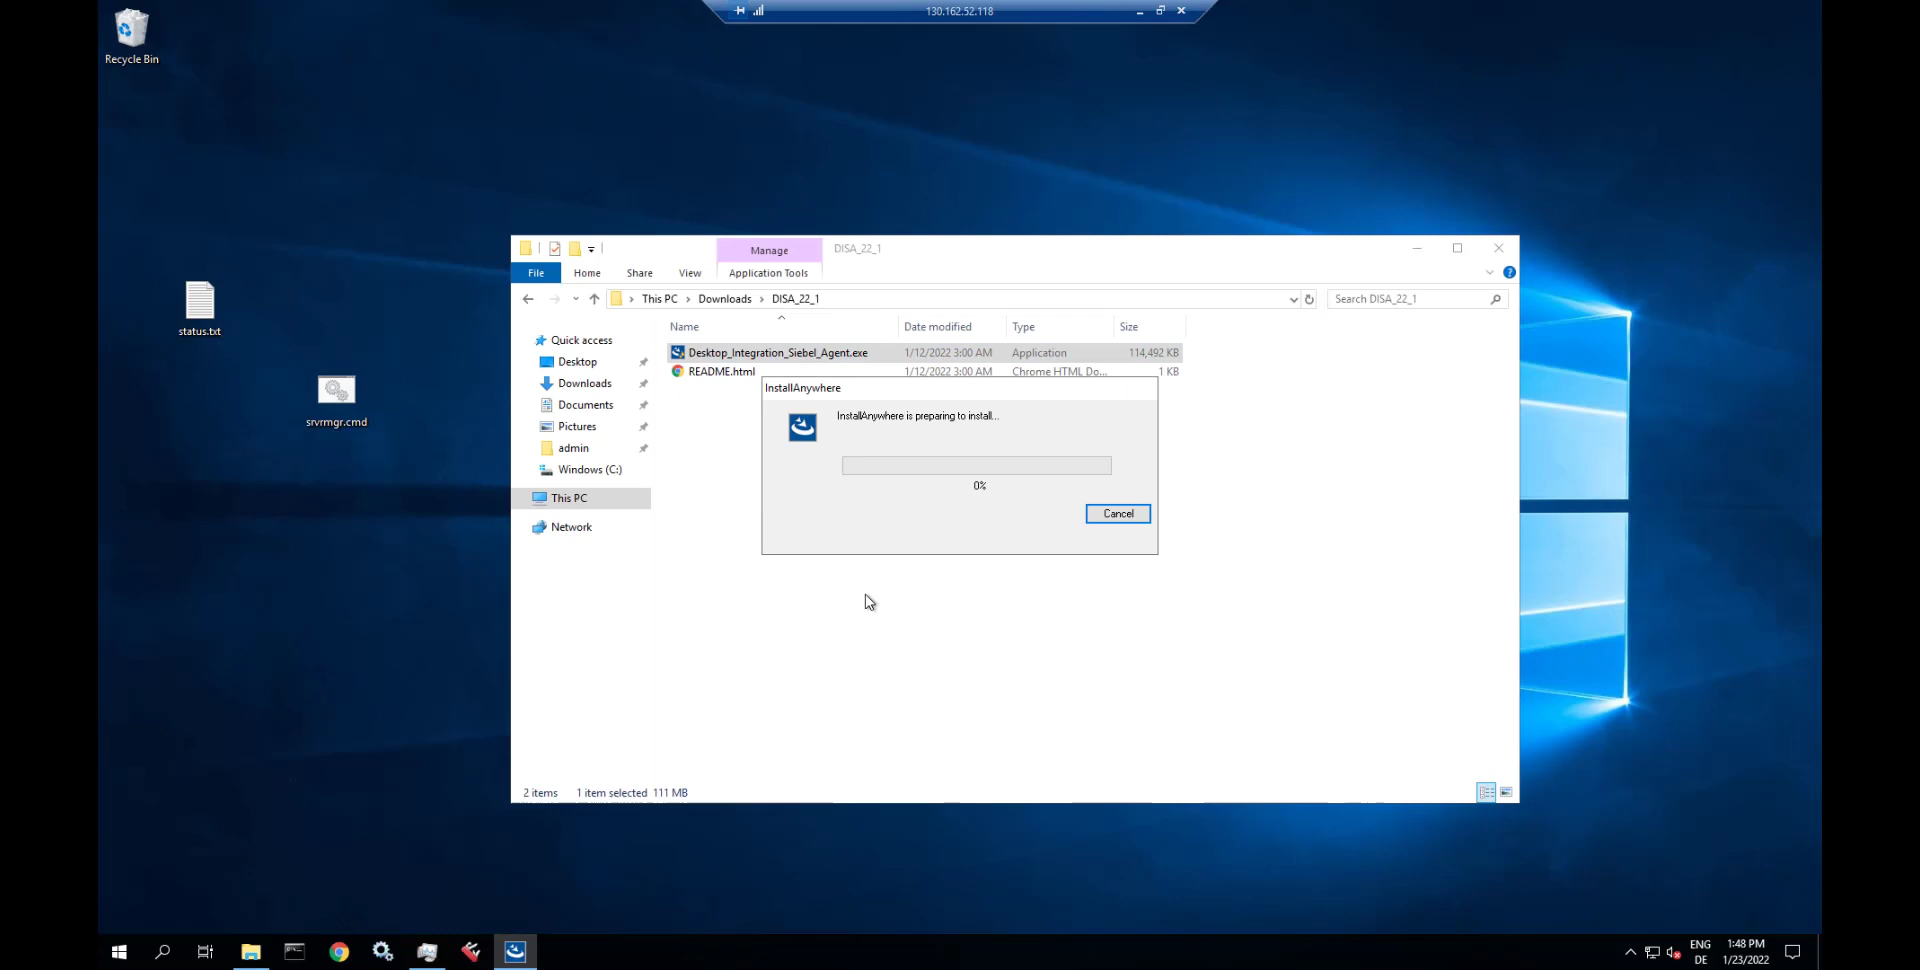 130.162.52.118
Recycle Bin
Manage
DISA_22_1
File
Home
Share
View
Application Tools
This PC
Downloads
DISA_22_1
Search DISA_22_1
Name
Date modified
Type
Size
Quick access
Desktop
Downloads
Documents
Pictures
admin
Windows (C:)
This PC
Network
Desktop_Integration_Siebel_Agent.exe
1/12/2022 3:00 AM
Application
114,492 KB
README.html
1/12/2022 3:00 AM
Chrome HTML Do...
1 KB
InstallAnywhere
InstallAnywhere is preparing to install...
0%
Cancel
status.txt
srvrmgr.cmd
2 items
1 item selected 111 MB
ENG
DE
1:48 PM
1/23/2022